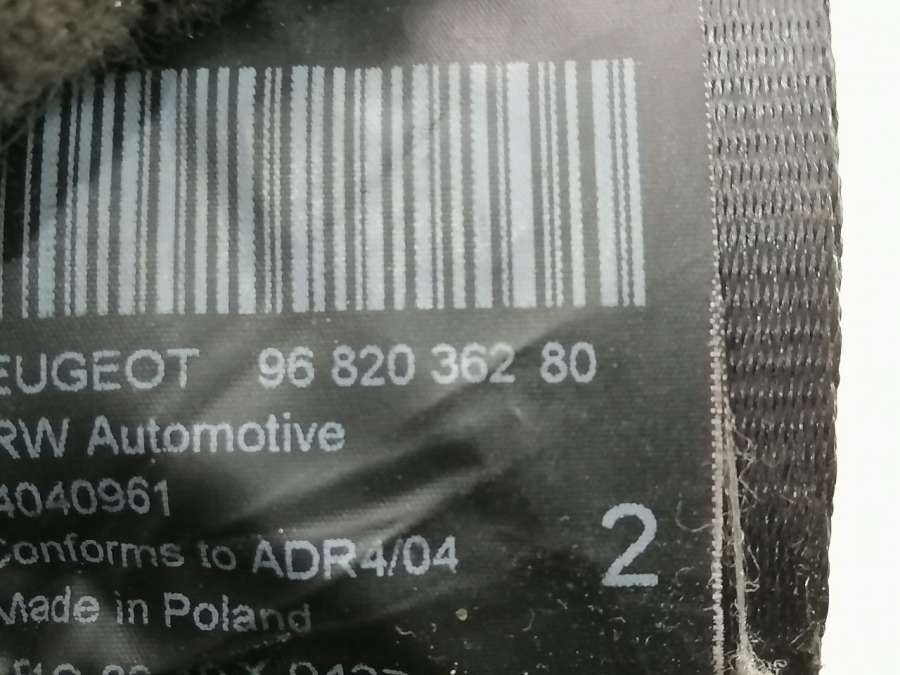 EUGEOT 96 820 362 80
RW Automotive
4040961
Conforms to ADR4/04
2
Made in Poland